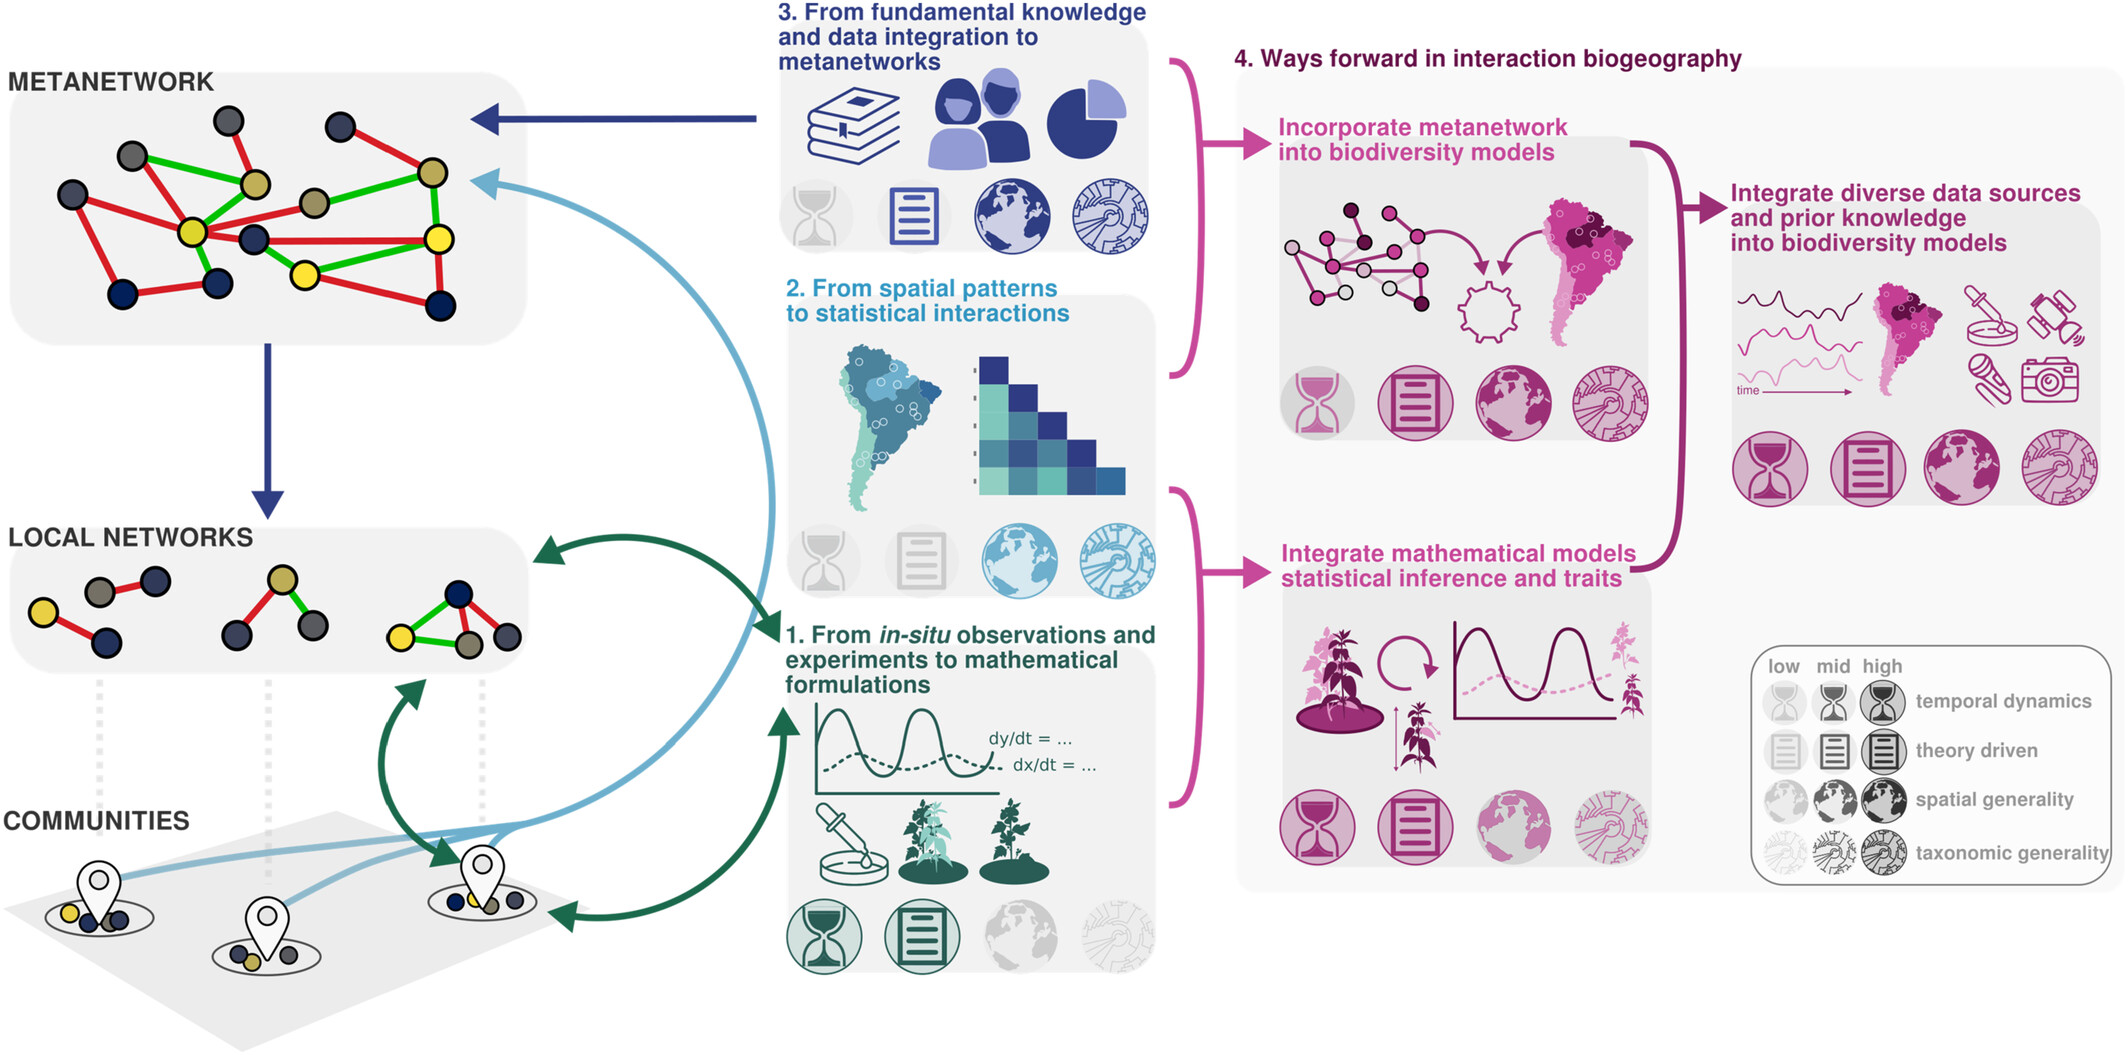 METANETWORK
LOCAL NETWORKS
COMMUNITIES
3. From fundamental knowledge
and data integration to
metanetworks
2. From spatial patterns
to statistical interactions
1. From in-situ observations and
experiments to mathematical
formulations
dy/dt = ...
dx/dt = ...
4. Ways forward in interaction biogeography
Incorporate metanetwork
into biodiversity models
Integrate mathematical models
statistical inference and traits
Integrate diverse data sources
and prior knowledge
into biodiversity models
time
low mid high
temporal dynamics
theory driven
spatial generality
taxonomic generality